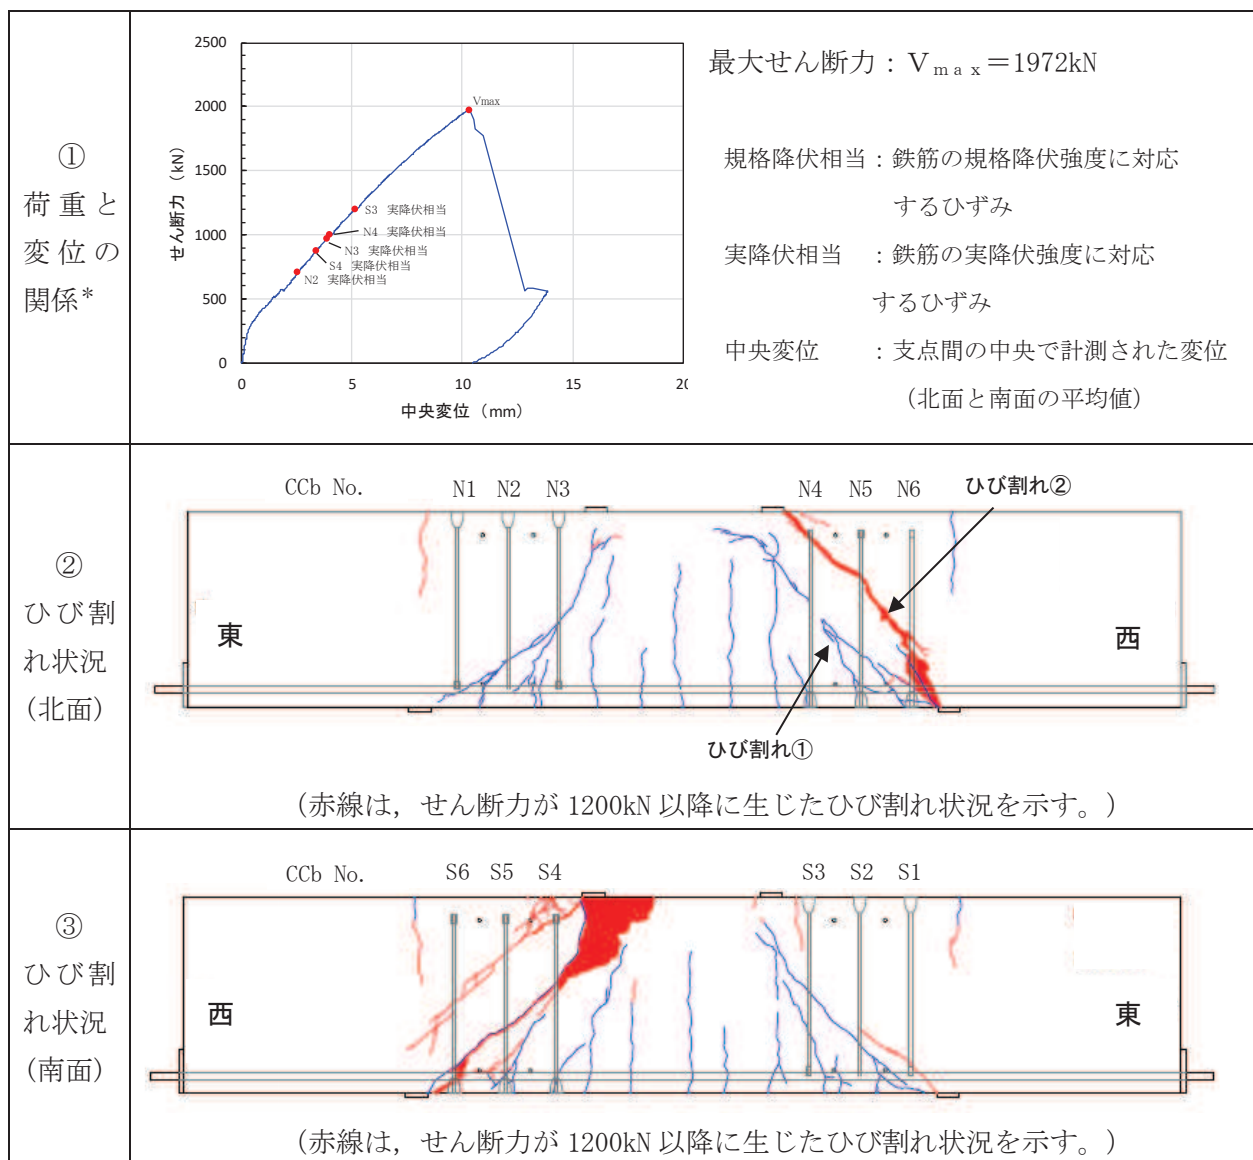 ①
荷重と
変位の
関係*
2500
2000
1500
1000
500
0
0
5
10
15
20
せん断力（kN）
中央変位（mm）
Vmax
S3 実降伏相当
N4 実降伏相当
N3 実降伏相当
S4 実降伏相当
N2 実降伏相当
最大せん断力：Ｖｍａｘ＝1972kN
規格降伏相当：鉄筋の規格降伏強度に対応
するひずみ
実降伏相当　：鉄筋の実降伏強度に対応
するひずみ
中央変位　　：支点間の中央で計測された変位
（北面と南面の平均値）
②
ひび割
れ状況
(北面)
CCb No.
N1 N2 N3 N4 N5 N6
ひび割れ②
東
西
ひび割れ①
（赤線は，せん断力が 1200kN 以降に生じたひび割れ状況を示す。）
③
ひび割
れ状況
(南面)
CCb No.
S6 S5 S4 S3 S2 S1
西
東
（赤線は，せん断力が 1200kN 以降に生じたひび割れ状況を示す。）